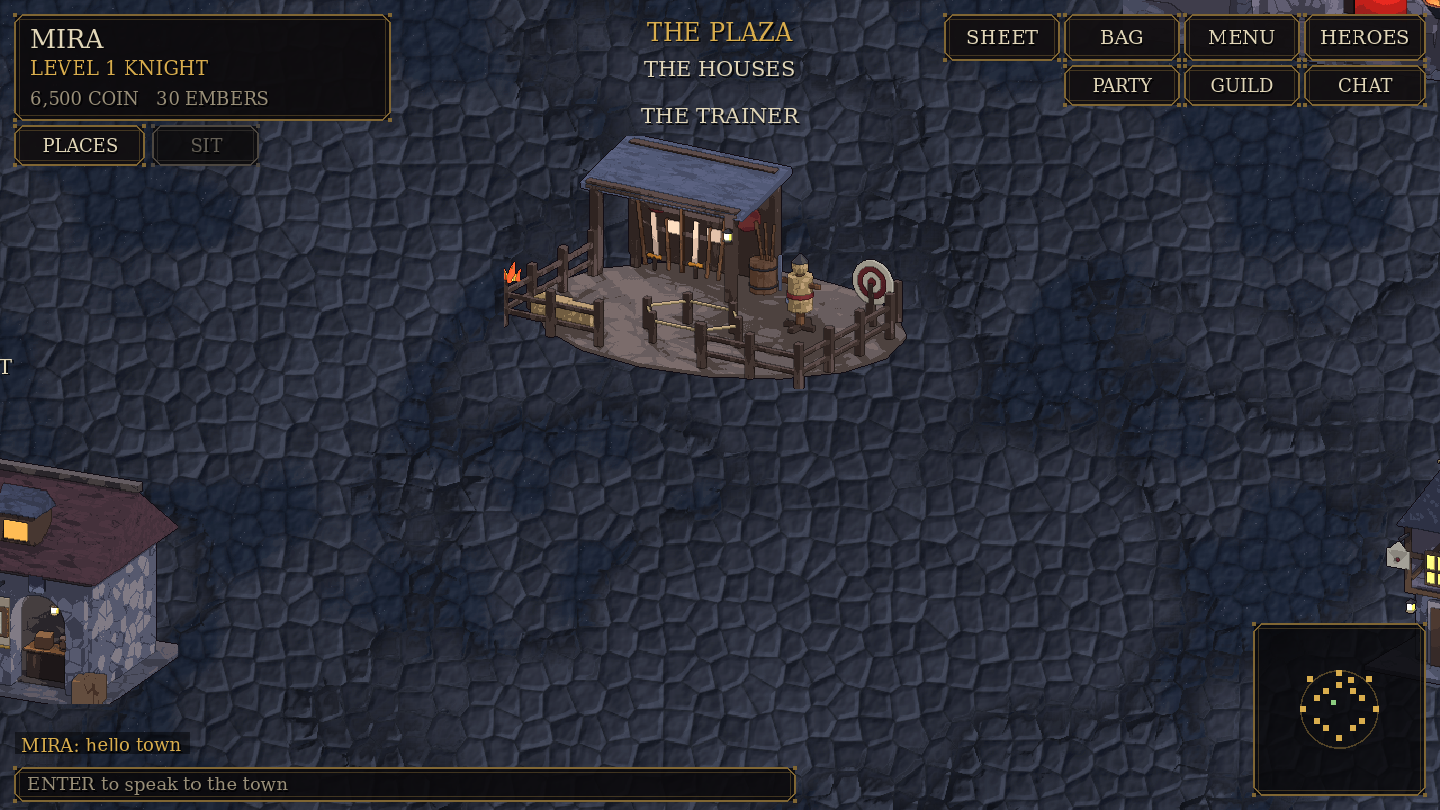 MIRA
LEVEL 1 KNIGHT
6,500 COIN 30 EMBERS
PLACES
SIT
THE PLAZA
THE HOUSES
THE TRAINER
SHEET
BAG
MENU
HEROES
PARTY
GUILD
CHAT
T
MIRA: hello town
ENTER to speak to the town